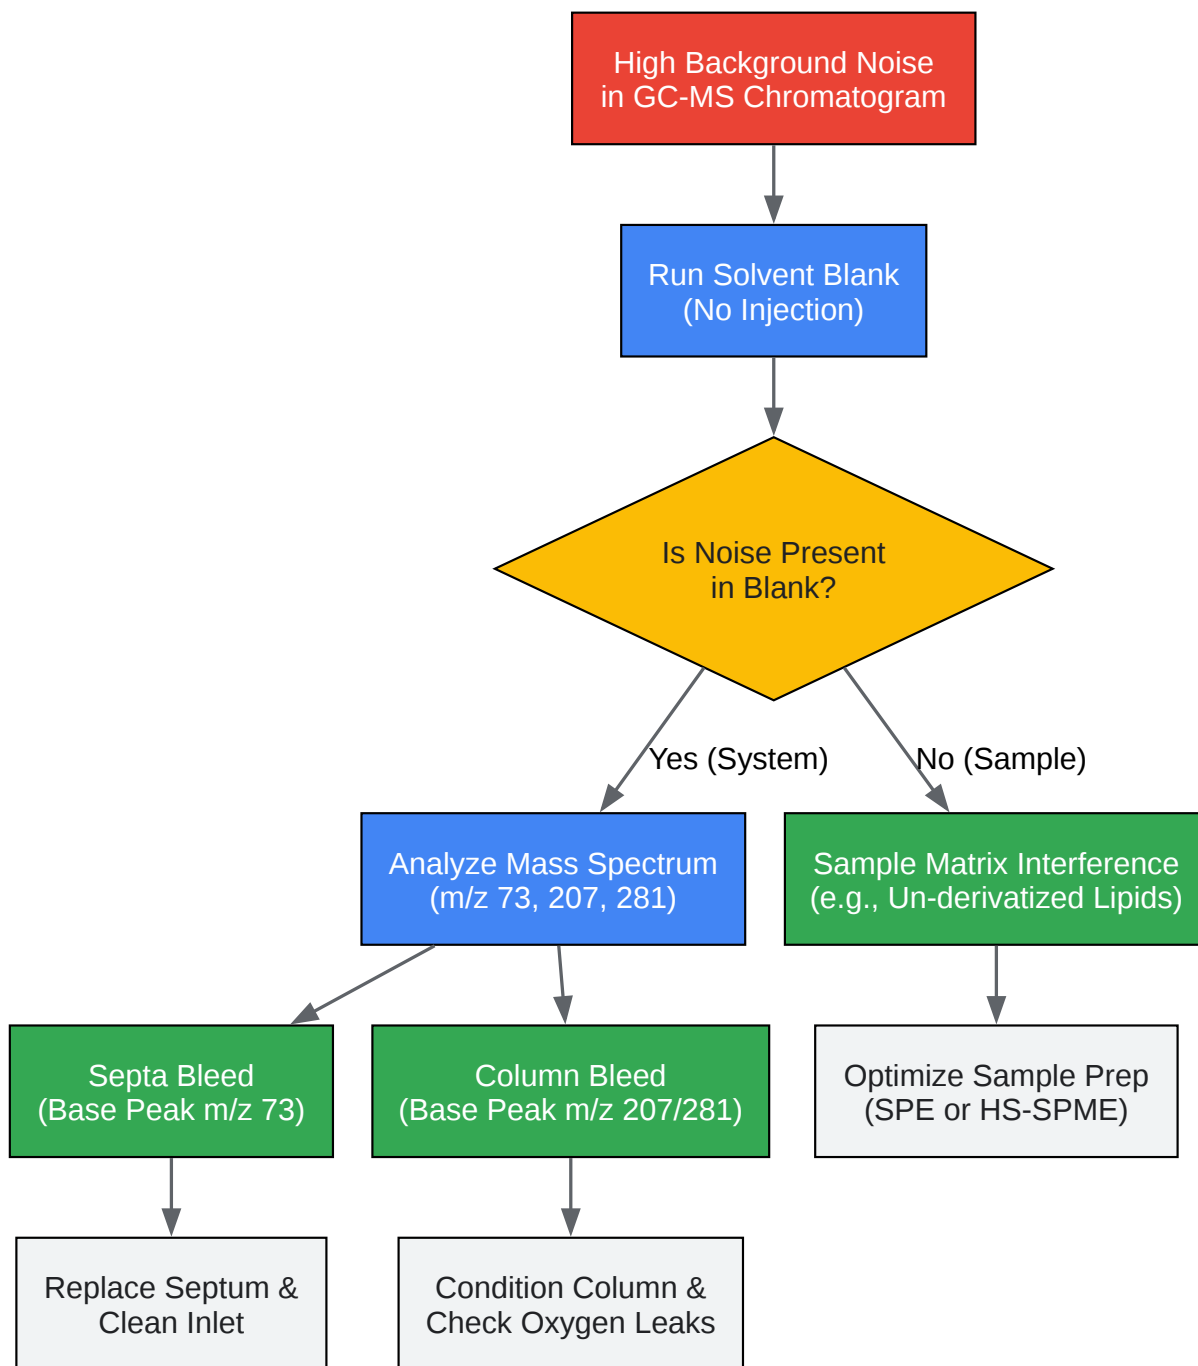 High Background Noise
in GC-MS Chromatogram
Run Solvent Blank
(No Injection)
Is Noise Present
in Blank?
Yes (System)
No (Sample)
Analyze Mass Spectrum
(m/z 73, 207, 281)
Sample Matrix Interference
(e.g., Un-derivatized Lipids)
Septa Bleed
(Base Peak m/z 73)
Column Bleed
(Base Peak m/z 207/281)
Optimize Sample Prep
(SPE or HS-SPME)
Replace Septum &
Clean Inlet
Condition Column &
Check Oxygen Leaks